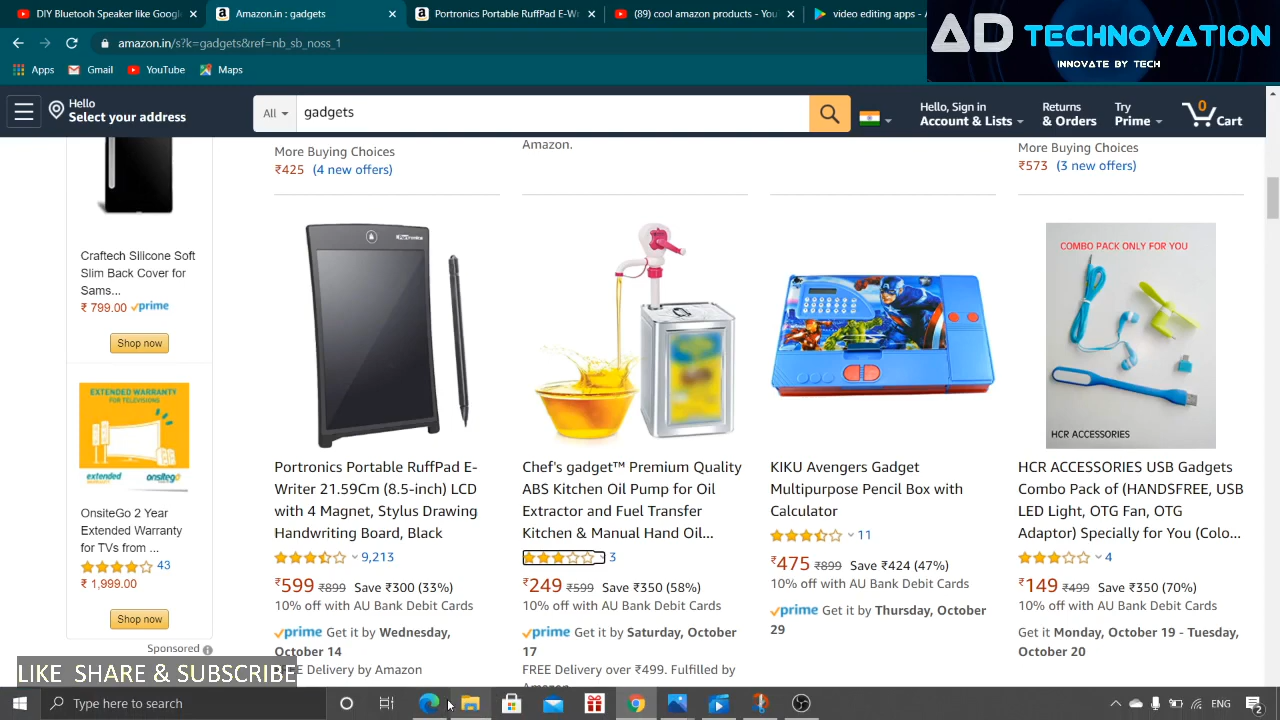 DIY Bluetooh Speaker like Google
Amazon.in : gadgets
Portronics Portable RuffPad E-W
(89) cool amazon products - You
video editing apps - A
AD TECHNOVATION
INNOVATE BY TECH
amazon.in/s?k=gadgets&ref=nb_sb_noss_1
Apps
Gmail
YouTube
Maps
Hello
Select your address
All
gadgets
Hello, Sign in
Account & Lists
Returns
& Orders
Try
Prime
0
Cart
More Buying Choices
₹425 (4 new offers)
Amazon.
More Buying Choices
₹573 (3 new offers)
Craftech Silicone Soft
Slim Back Cover for
Sams...
₹ 799.00 prime
Shop now
EXTENDED WARRANTY
FOR TELEVISIONS
extended
warranty
onsitego
OnsiteGo 2 Year
Extended Warranty
for TVs from ...
43
₹ 1,999.00
Shop now
Sponsored
Portronics
COMBO PACK ONLY FOR YOU
HCR ACCESSORIES
Portronics Portable RuffPad E-
Writer 21.59Cm (8.5-inch) LCD
with 4 Magnet, Stylus Drawing
Handwriting Board, Black
9,213
₹599 ₹899 Save ₹300 (33%)
10% off with AU Bank Debit Cards
prime Get it by Wednesday,
October 14
FREE Delivery by Amazon
Chef's gadget™ Premium Quality
ABS Kitchen Oil Pump for Oil
Extractor and Fuel Transfer
Kitchen & Manual Hand Oil...
3
₹249 ₹599 Save ₹350 (58%)
10% off with AU Bank Debit Cards
prime Get it by Saturday, October
17
FREE Delivery over ₹499. Fulfilled by
Amazon.
KIRU Avengers Gadget
Multipurpose Pencil Box with
Calculator
11
₹475 ₹899 Save ₹424 (47%)
10% off with AU Bank Debit Cards
prime Get it by Thursday, October
29
HCR ACCESSORIES USB Gadgets
Combo Pack of (HANDSFREE, USB
LED Light, OTG Fan, OTG
Adaptor) Specially for You (Colo...
4
₹149 ₹499 Save ₹350 (70%)
10% off with AU Bank Debit Cards
Get it Monday, October 19 - Tuesday,
October 20
LIKE SHARE & SUBSCRIBE
Type here to search
ENG
2